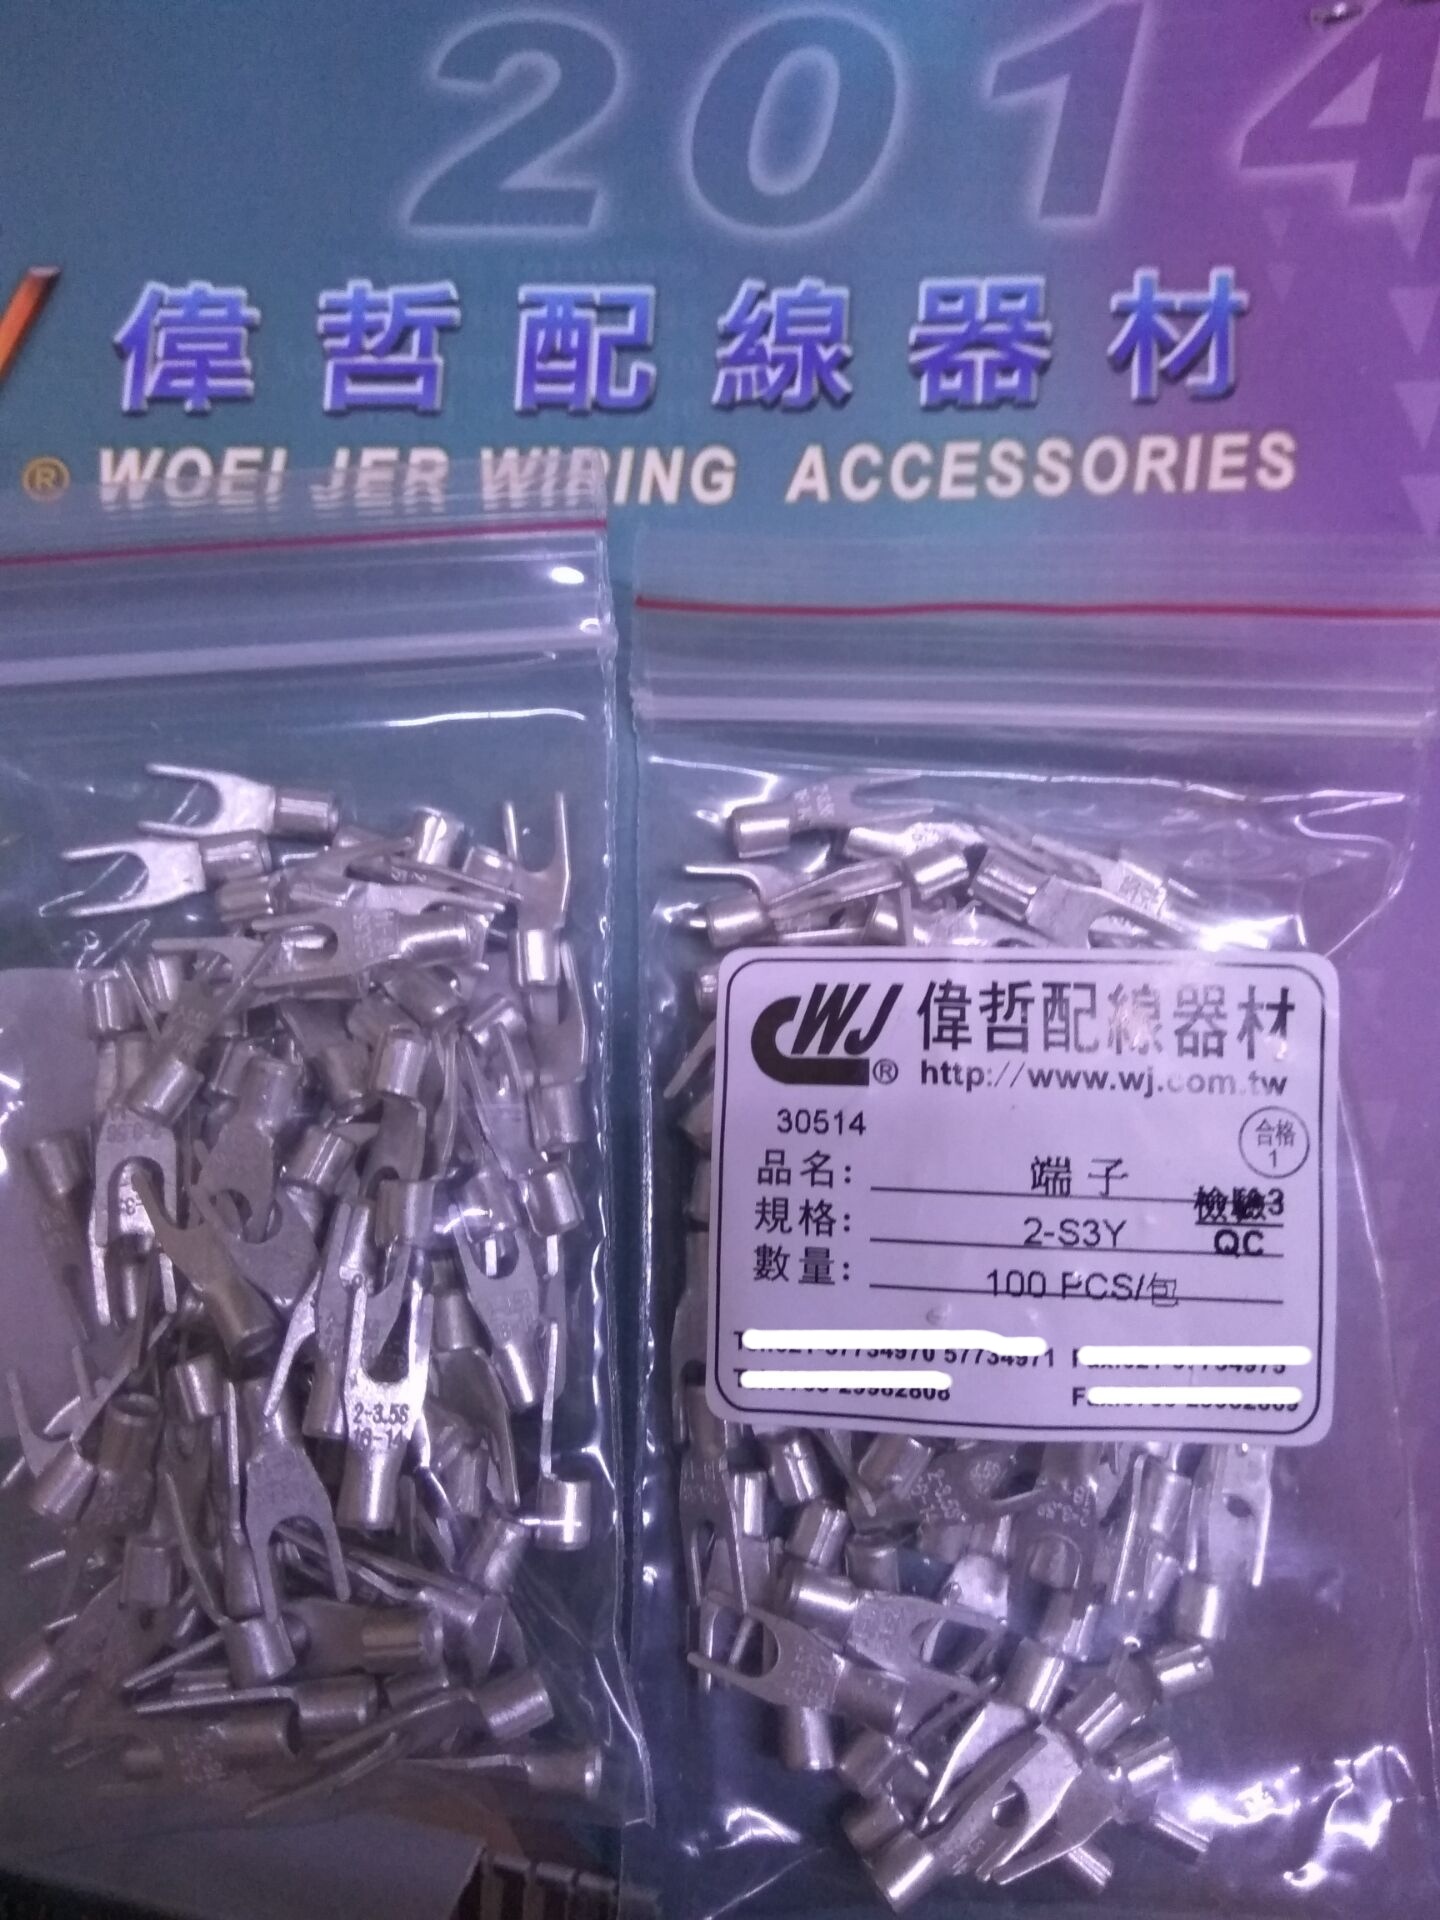 2014
偉哲配線器材
® WOEI JER WIRING ACCESSORIES
WJ® 偉哲配線器材
http://www.wj.com.tw
30514
合格
1
品名: 端子
規格: 2-S3Y
檢驗3
QC
數量: 100 PCS/包
57734971
2-3.5S
16-14